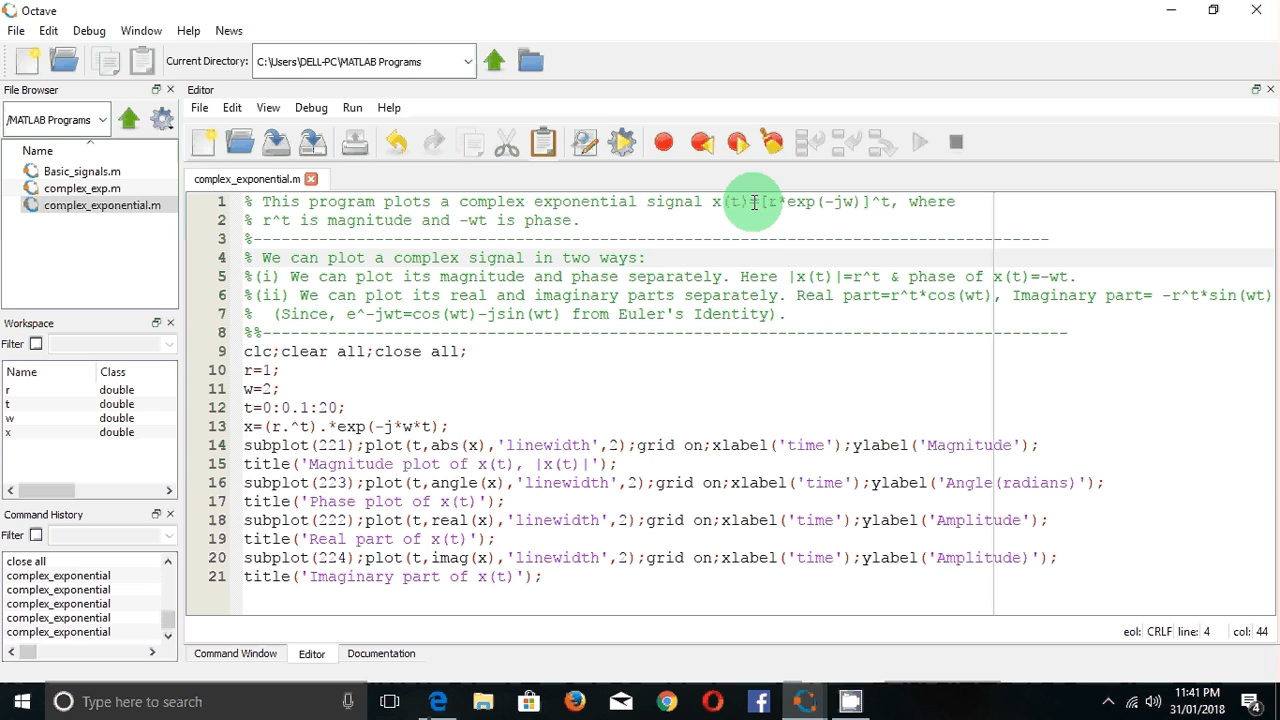 Octave
File Edit Debug Window Help News
Current Directory: C:\Users\DELL-PC\MATLAB Programs
File Browser
/MATLAB Programs
Name
Basic_signals.m
complex_exp.m
complex_exponential.m
Workspace
Filter
Name Class
r double
t double
w double
x double
Command History
Filter
close all
complex_exponential
complex_exponential
complex_exponential
complex_exponential
complex_exponential
Editor
File Edit View Debug Run Help
complex_exponential.m
1 % This program plots a complex exponential signal x(t)=[r*exp(-jw)]^t, where
2 % r^t is magnitude and -wt is phase.
3 %-------------------------------------------------------------------------------------
4 % We can plot a complex signal in two ways:
5 %(i) We can plot its magnitude and phase separately. Here |x(t)|=r^t & phase of x(t)=-wt.
6 %(ii) We can plot its real and imaginary parts separately. Real part=r^t*cos(wt), Imaginary part= -r^t*sin(wt)
7 %  (Since, e^-jwt=cos(wt)-jsin(wt) from Euler's Identity).
8 %%--------------------------------------------------------------------------------------
9 clc;clear all;close all;
10 r=1;
11 w=2;
12 t=0:0.1:20;
13 x=(r.^t).*exp(-j*w*t);
14 subplot(221);plot(t,abs(x),'linewidth',2);grid on;xlabel('time');ylabel('Magnitude');
15 title('Magnitude plot of x(t), |x(t)|');
16 subplot(223);plot(t,angle(x),'linewidth',2);grid on;xlabel('time');ylabel('Angle(radians)');
17 title('Phase plot of x(t)');
18 subplot(222);plot(t,real(x),'linewidth',2);grid on;xlabel('time');ylabel('Amplitude');
19 title('Real part of x(t)');
20 subplot(224);plot(t,imag(x),'linewidth',2);grid on;xlabel('time');ylabel('Amplitude)');
21 title('Imaginary part of x(t)');
eol: CRLF line: 4 col: 44
Command Window Editor Documentation
Type here to search
11:41 PM
31/01/2018
4